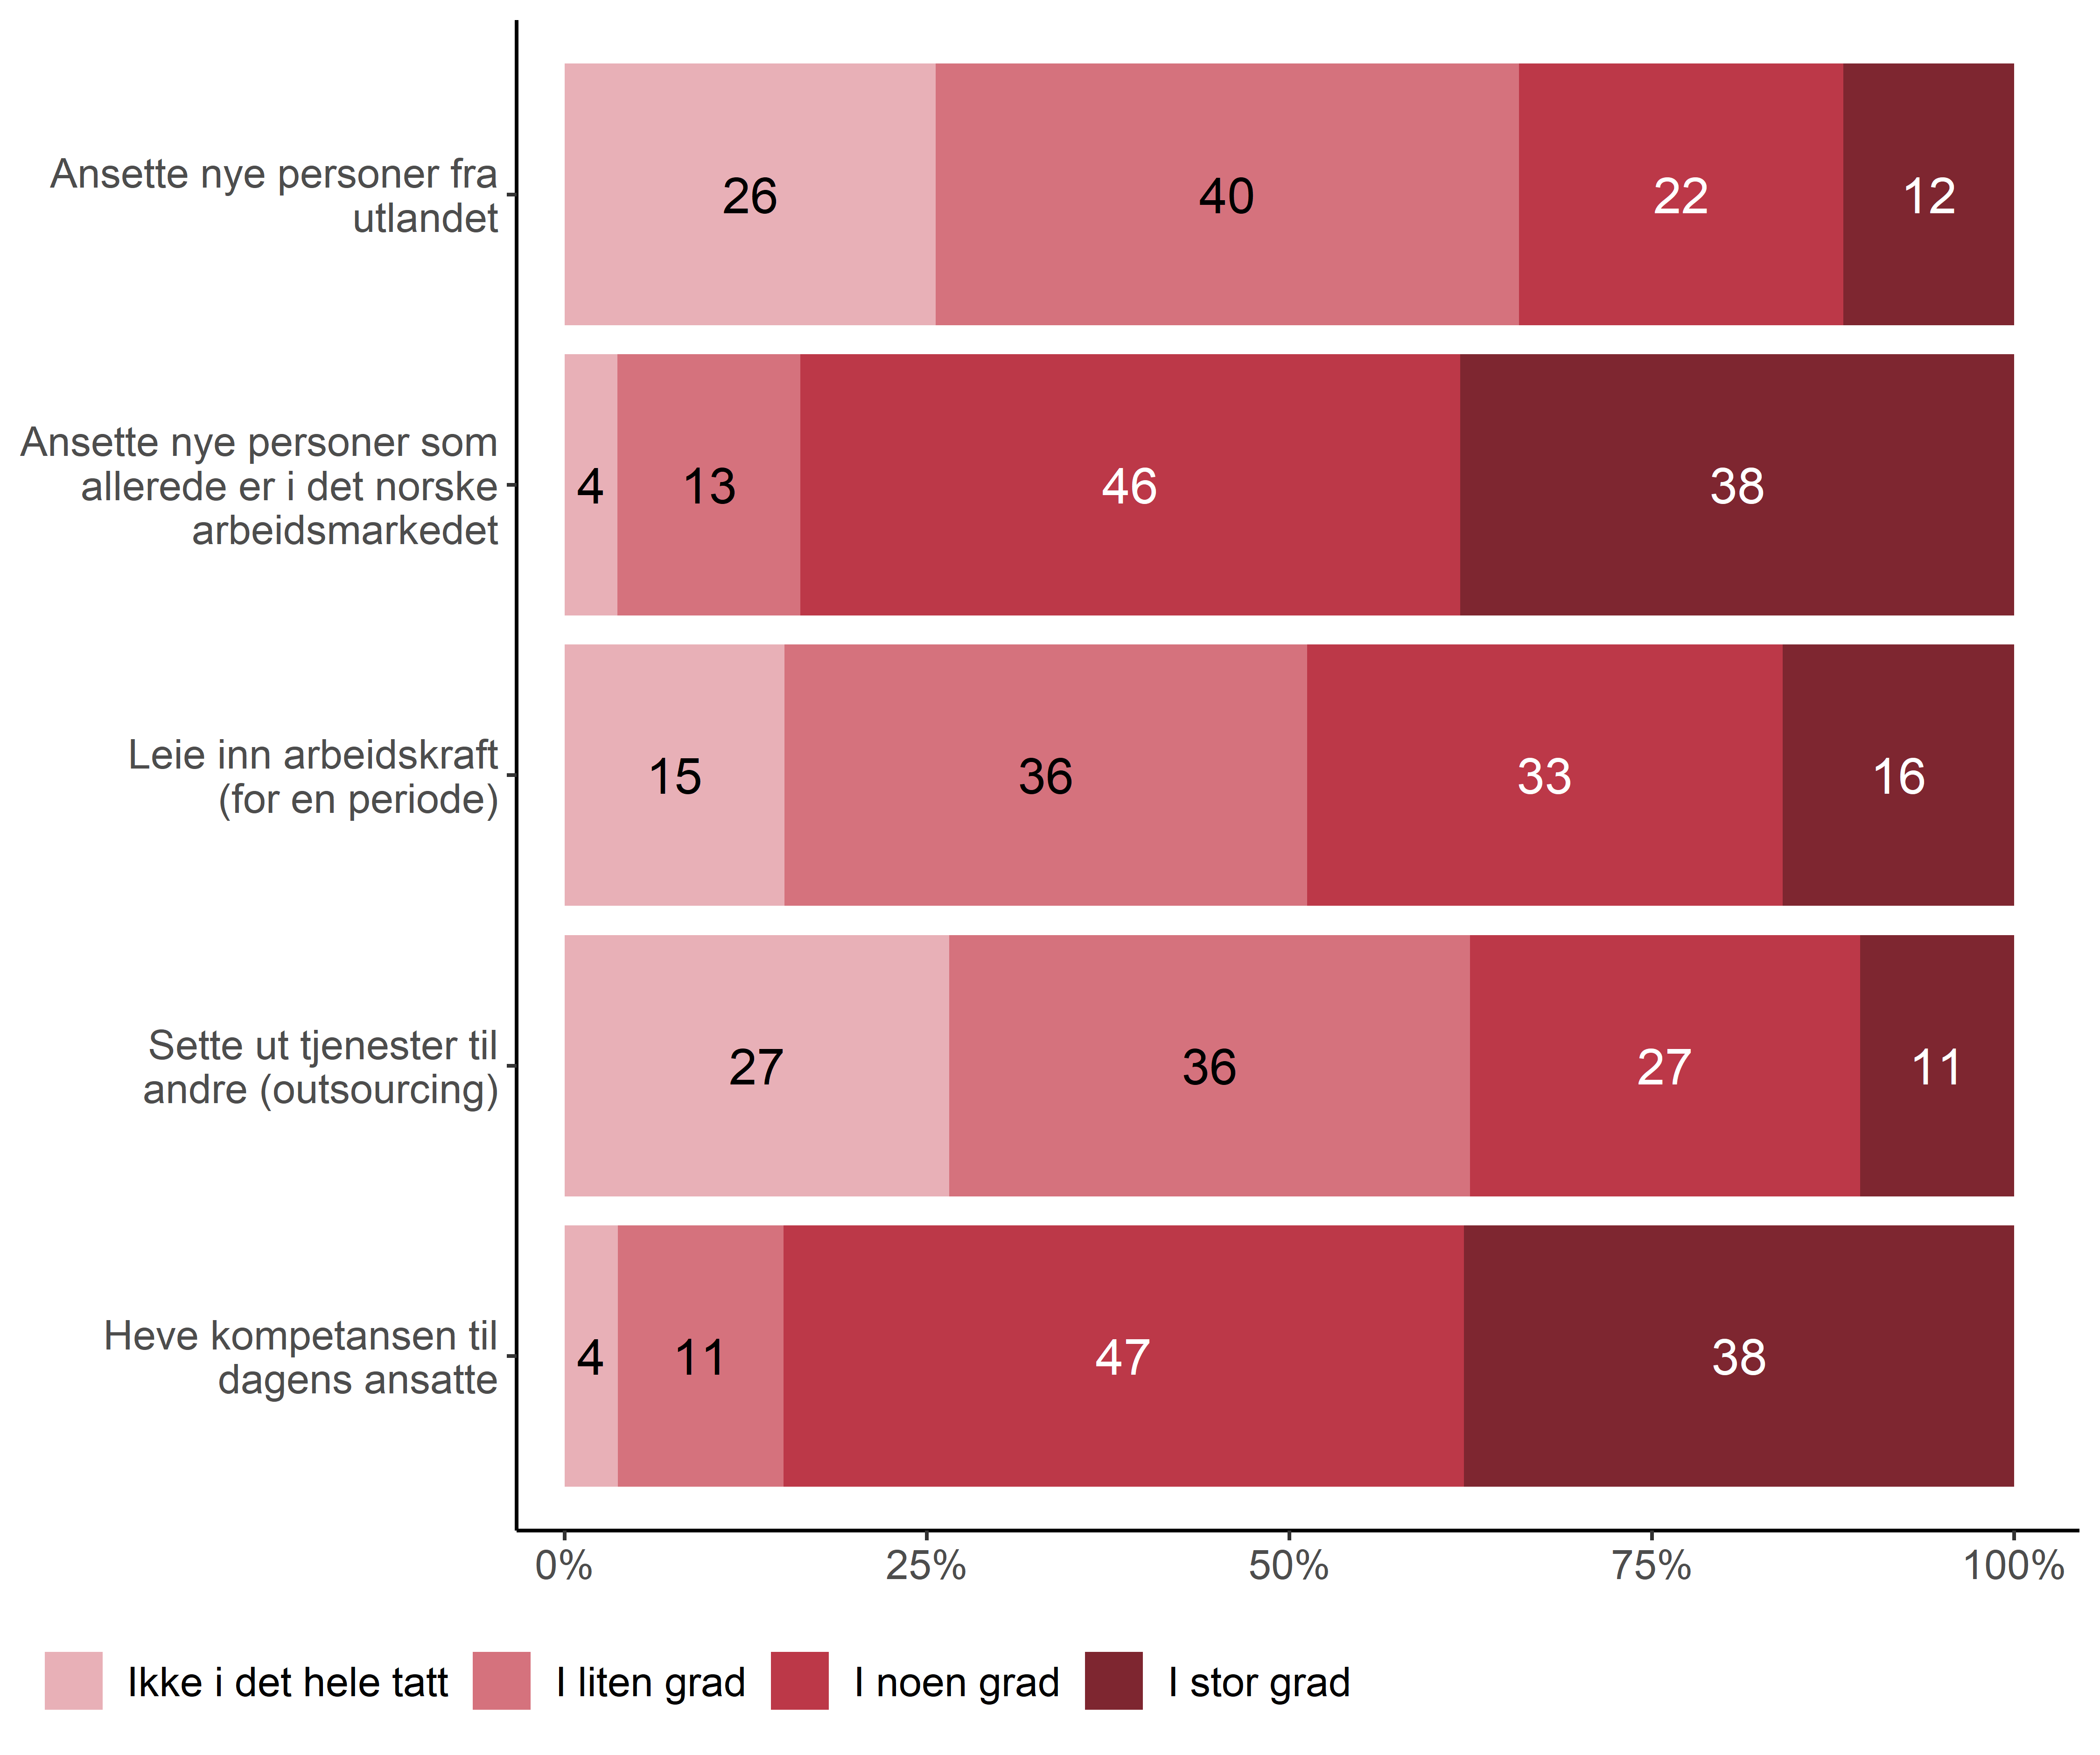 Ansette nye personer fra
utlandet
26 40 22 12
Ansette nye personer som
allerede er i det norske
arbeidsmarkedet
4 13 46 38
Leie inn arbeidskraft
(for en periode)
15 36 33 16
Sette ut tjenester til
andre (outsourcing)
27 36 27 11
Heve kompetansen til
dagens ansatte
4 11 47 38
0% 25% 50% 75% 100%
Ikke i det hele tatt I liten grad I noen grad I stor grad